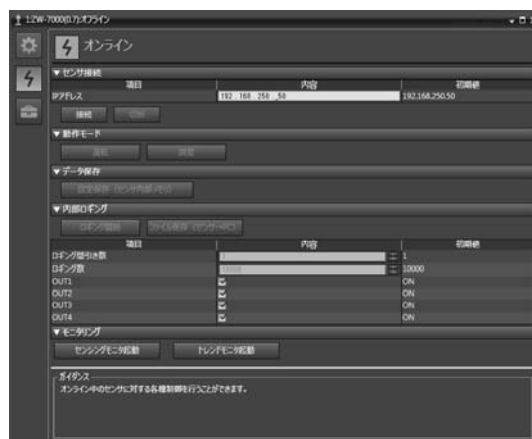 1:ZW-7000(0.7):オフライン
オンライン
▼センサ接続
項目 内容 初期値
IPアドレス 192 . 168 . 250 . _50 192.168.250.50
接続 切断
▼動作モード
運転 調整
▼データ保存
設定保存（センサ内部メモリ）
▼内部ロギング
ロギング開始 ファイル保存（センサ→PC）
項目 内容 初期値
ロギング間引き数 1 1
ロギング数 10000 10000
OUT1 ON
OUT2 ON
OUT3 ON
OUT4 ON
▼モニタリング
センシングモニタ起動 トレンドモニタ起動
ガイダンス
オンライン中のセンサに対する各種制御を行うことができます。